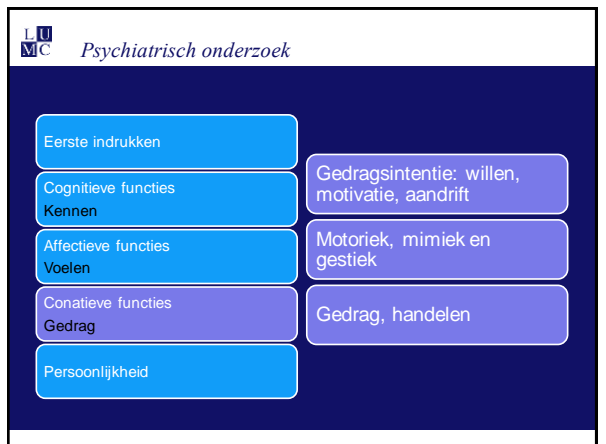 L U
M C
Psychiatrisch onderzoek
Eerste indrukken
Cognitieve functies
Kennen
Affectieve functies
Voelen
Conatieve functies
Gedrag
Persoonlijkheid
Gedragsintentie: willen,
motivatie, aandrift
Motoriek, mimiek en
gestiek
Gedrag, handelen